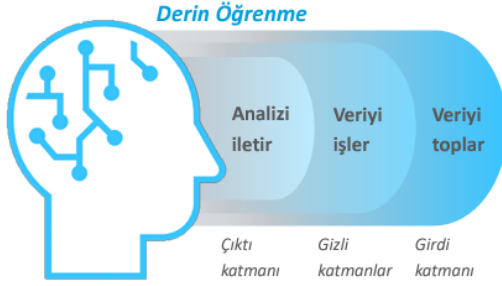 Derin Öğrenme
Analizi
iletir
Veriyi
işler
Veriyi
toplar
Çıktı
katmanı
Gizli
katmanlar
Girdi
katmanı